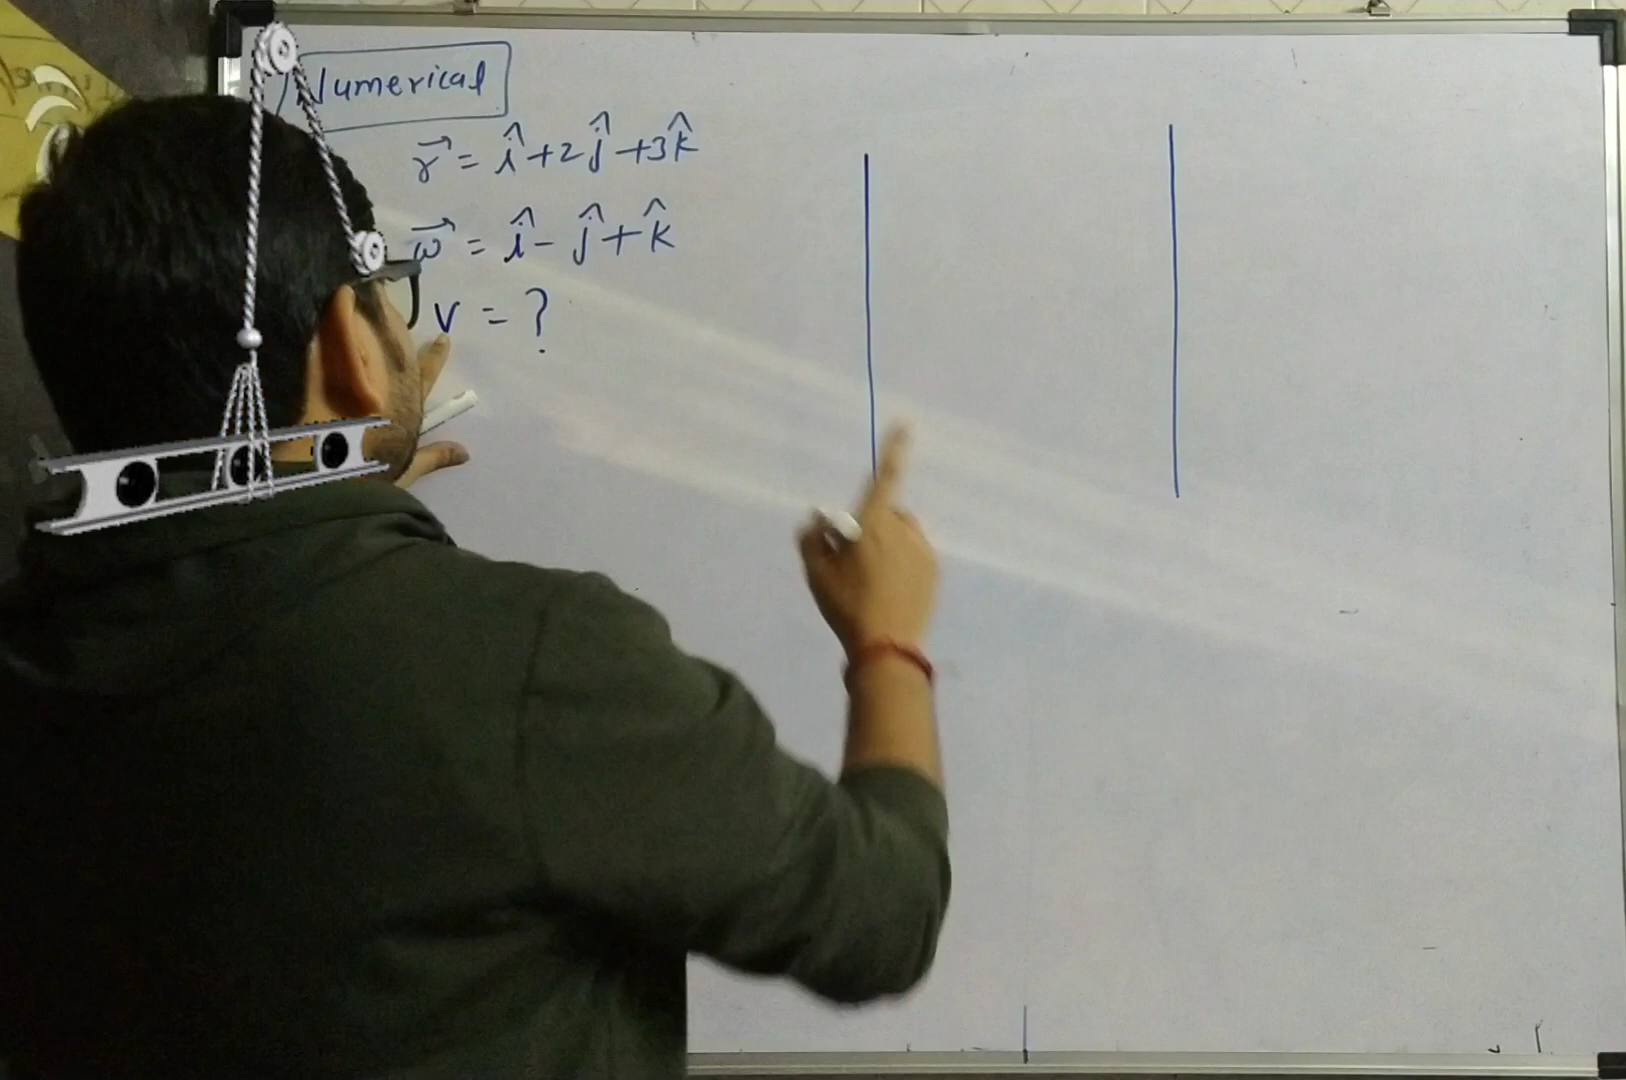 Numerical
r⃗ = î + 2ĵ + 3k̂
ω⃗ = î - ĵ + k̂
v = ?